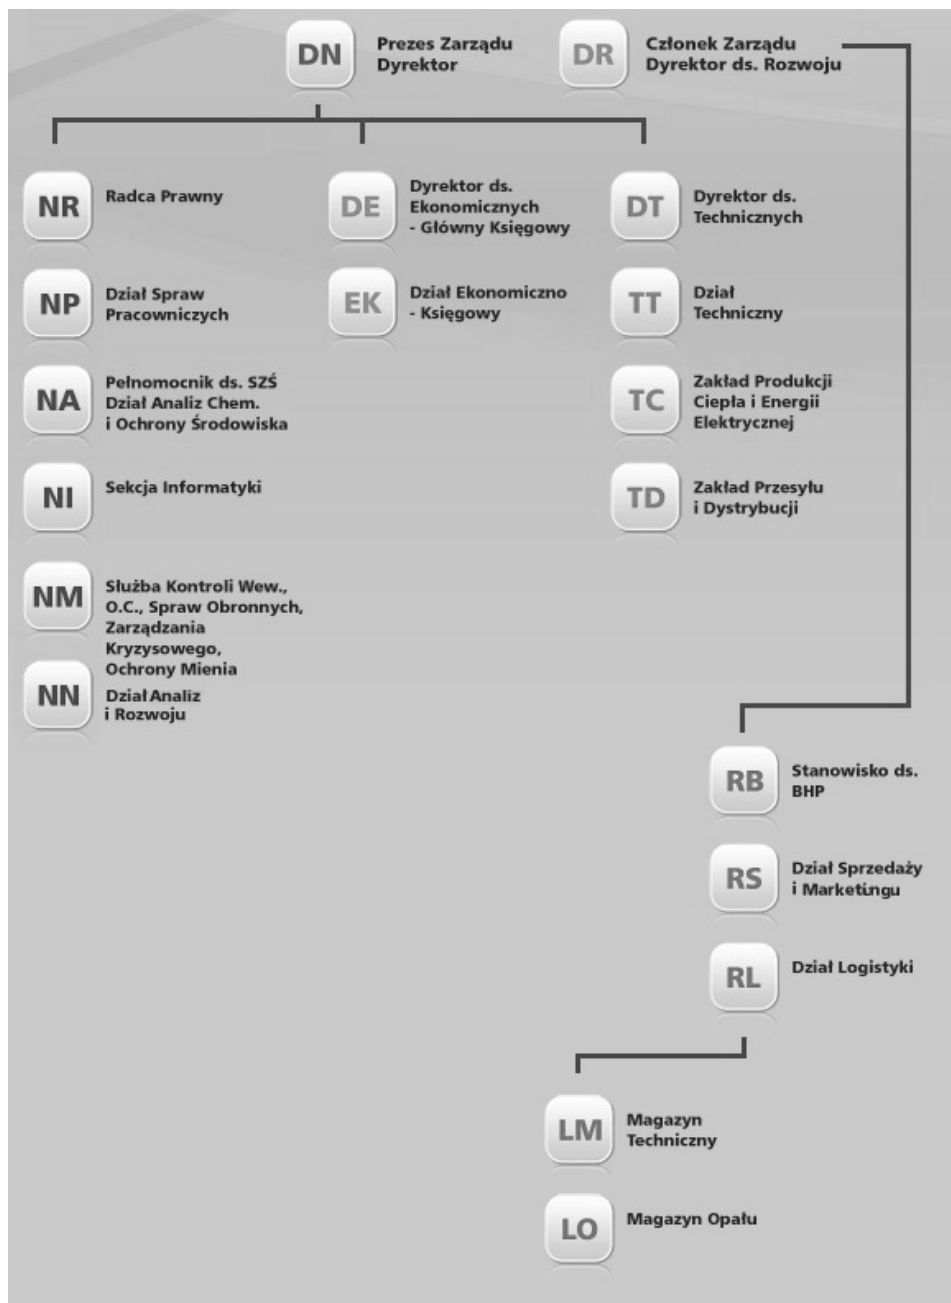 DN
Prezes Zarządu
Dyrektor
DR
Członek Zarządu
Dyrektor ds. Rozwoju
NR
Radca Prawny
DE
Dyrektor ds.
Ekonomicznych
- Główny Księgowy
DT
Dyrektor ds.
Technicznych
NP
Dział Spraw
Pracowniczych
EK
Dział Ekonomiczno
- Księgowy
TT
Dział
Techniczny
NA
Pełnomocnik ds. SZŚ
Dział Analiz Chem.
i Ochrony Środowiska
TC
Zakład Produkcji
Ciepła i Energii
Elektrycznej
NI
Sekcja Informatyki
TD
Zakład Przesyłu
i Dystrybucji
NM
Służba Kontroli Wew.,
O.C., Spraw Obronnych,
Zarządzania
Kryzysowego,
Ochrony Mienia
NN
Dział Analiz
i Rozwoju
RB
Stanowisko ds.
BHP
RS
Dział Sprzedaży
i Marketingu
RL
Dział Logistyki
LM
Magazyn
Techniczny
LO
Magazyn Opału